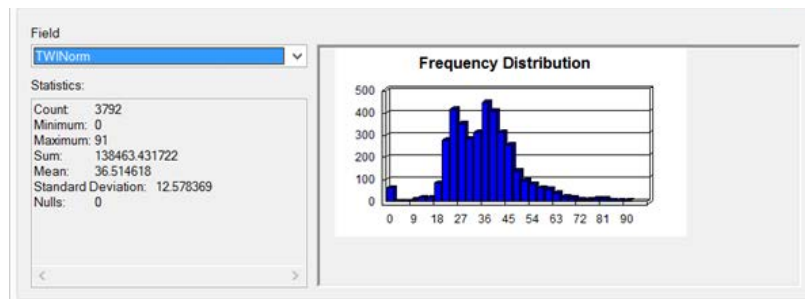 Field
TWINorm
Statistics:
Count: 3792
Minimum: 0
Maximum: 91
Sum: 138463.431722
Mean: 36.514618
Standard Deviation: 12.578369
Nulls: 0
Frequency Distribution
500
400
300
200
100
0
0 9 18 27 36 45 54 63 72 81 90